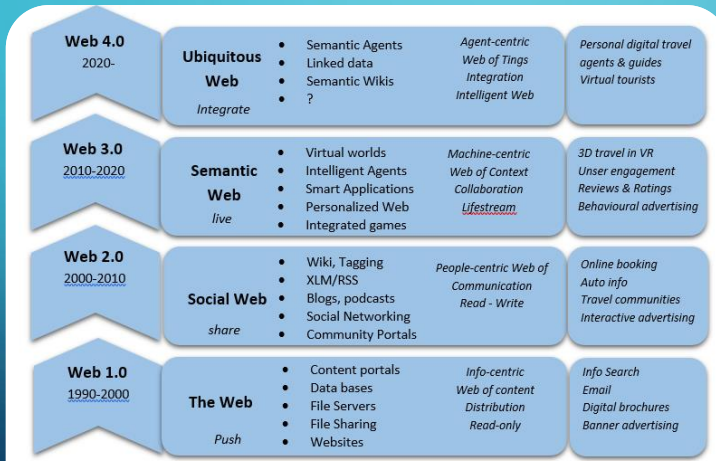 Web 4.0
2020-
Ubiquitous
Web
Integrate
• Semantic Agents
• Linked data
• Semantic Wikis
• ?
Agent-centric
Web of Tings
Integration
Intelligent Web
Personal digital travel
agents & guides
Virtual tourists
Web 3.0
2010-2020
Semantic
Web
live
• Virtual worlds
• Intelligent Agents
• Smart Applications
• Personalized Web
• Integrated games
Machine-centric
Web of Context
Collaboration
Lifestream
3D travel in VR
Unser engagement
Reviews & Ratings
Behavioural advertising
Web 2.0
2000-2010
Social Web
share
• Wiki, Tagging
• XLM/RSS
• Blogs, podcasts
• Social Networking
• Community Portals
People-centric Web of
Communication
Read - Write
Online booking
Auto info
Travel communities
Interactive advertising
Web 1.0
1990-2000
The Web
Push
• Content portals
• Data bases
• File Servers
• File Sharing
• Websites
Info-centric
Web of content
Distribution
Read-only
Info Search
Email
Digital brochures
Banner advertising